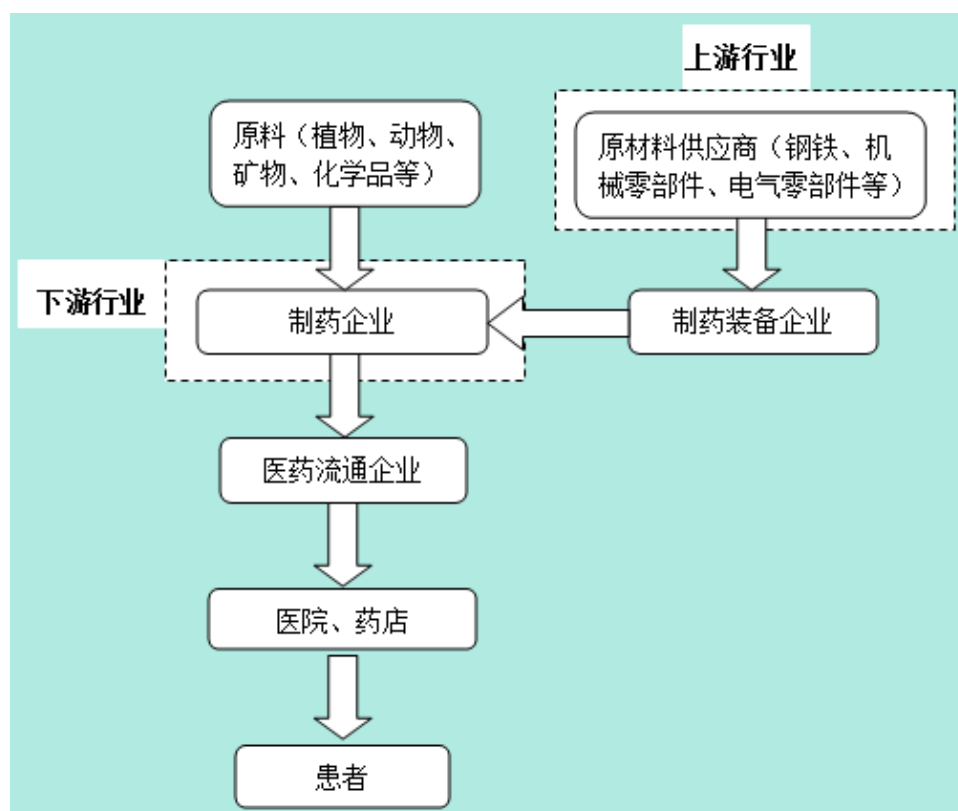 上游行业
原料（植物、动物、
矿物、化学品等）
原材料供应商（钢铁、机
械零部件、电气零部件等）
下游行业
制药企业
制药装备企业
医药流通企业
医院、药店
患者